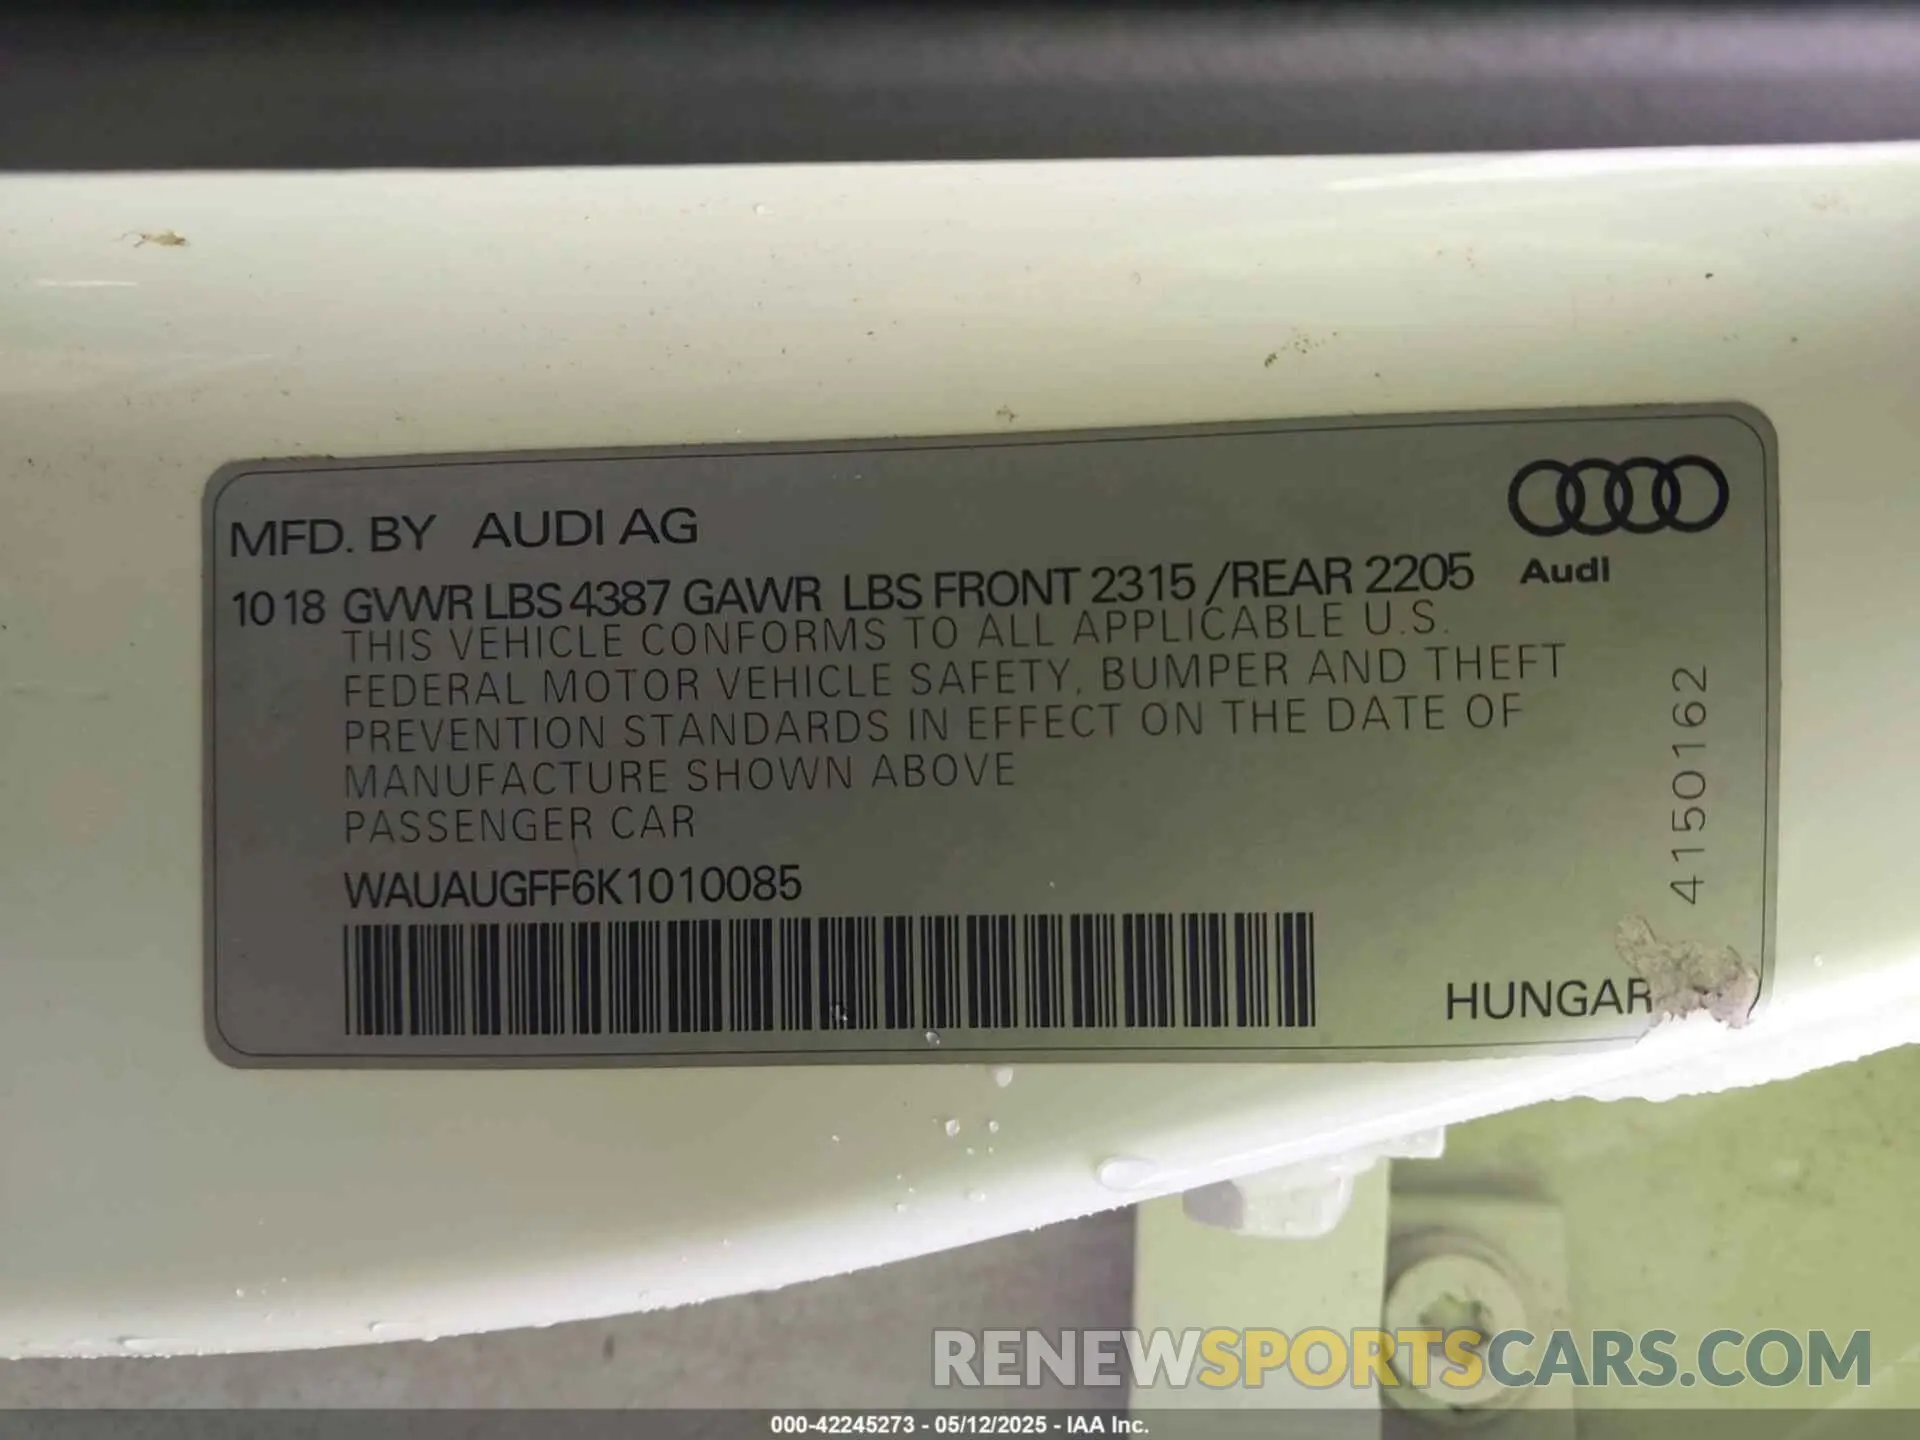 MFD. BY AUDI AG
10 18 GVWR LBS 4387 GAWR LBS FRONT 2315 /REAR 2205
Audi
THIS VEHICLE CONFORMS TO ALL APPLICABLE U.S.
FEDERAL MOTOR VEHICLE SAFETY, BUMPER AND THEFT
PREVENTION STANDARDS IN EFFECT ON THE DATE OF
MANUFACTURE SHOWN ABOVE
PASSENGER CAR
WAUAUGFF6K1010085
4150162
HUNGAR
RENEWSPORTSCARS.COM
000-42245273 - 05/12/2025 - IAA Inc.